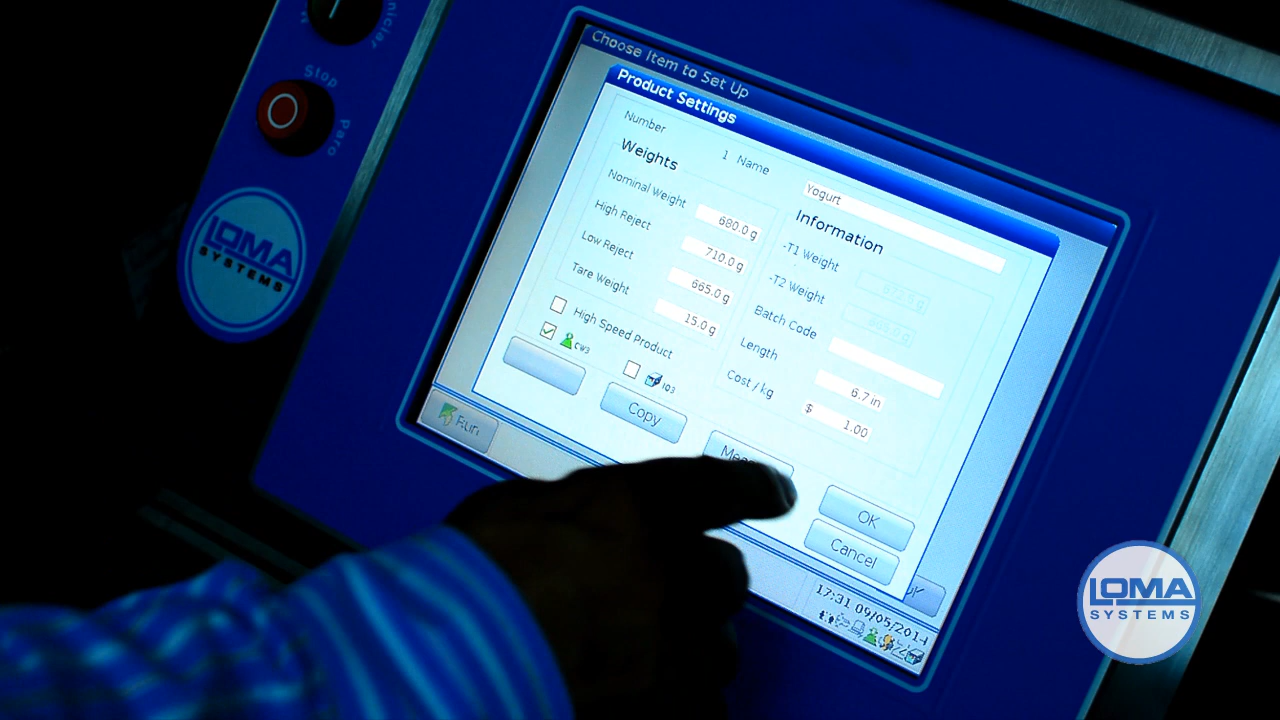 Iniciar
Stop
Paro
LOMA
SYSTEMS
Choose Item to Set Up
Product Settings
Number 1 Name Yogurt
Weights
Nominal Weight 680.0 g
High Reject 710.0 g
Low Reject 665.0 g
Tare Weight 15.0 g
High Speed Product
CW3
IQ3
Information
-T1 Weight
-T2 Weight
Batch Code
Length 6.7 in
Cost / kg $ 1.00
Copy
OK
Cancel
Run
17:31 09/05/2014
LOMA
SYSTEMS